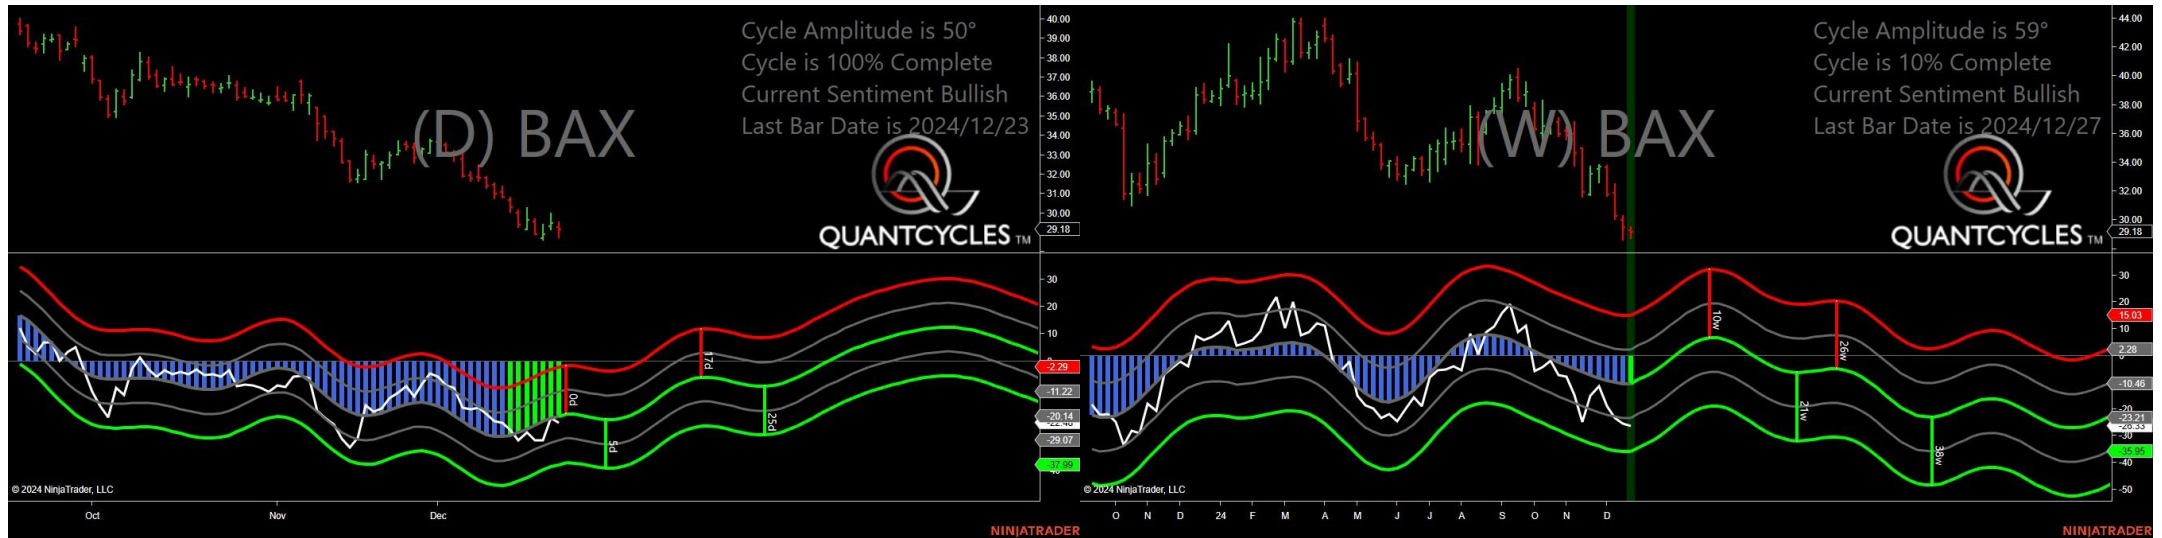 Cycle Amplitude is 50°
Cycle is 100% Complete
Current Sentiment Bullish
Last Bar Date is 2024/12/23
(D) BAX
QUANTCYCLES TM
40.00
39.00
38.00
37.00
36.00
35.00
34.00
33.00
32.00
31.00
30.00
29.18
30
20
10
-2.29
-11.22
-20.14
-29.07
-37.99
0d
5d
17d
25d
© 2024 NinjaTrader, LLC
Oct Nov Dec
NINJATRADER
Cycle Amplitude is 59°
Cycle is 10% Complete
Current Sentiment Bullish
Last Bar Date is 2024/12/27
(W) BAX
QUANTCYCLES TM
44.00
42.00
40.00
38.00
36.00
34.00
32.00
30.00
29.18
30
20
15.03
10
2.28
-10.46
-20
-23.21
-30
-35.95
-40
-50
10w
21w
26w
38w
© 2024 NinjaTrader, LLC
O N D 24 F M A M J J A S O N D
NINJATRADER